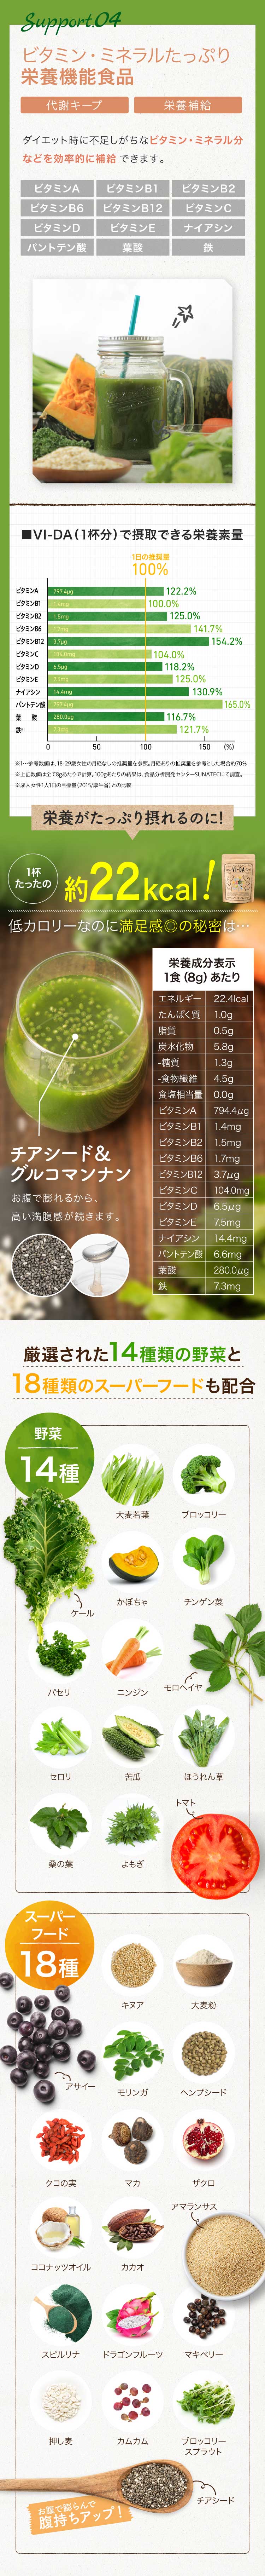 Support.04
ビタミン・ミネラルたっぷり
栄養機能食品
代謝キープ 栄養補給
ダイエット時に不足しがちなビタミン・ミネラル分
などを効率的に補給できます。
ビタミンA ビタミンB1 ビタミンB2
ビタミンB6 ビタミンB12 ビタミンC
ビタミンD ビタミンE ナイアシン
パントテン酸 葉酸 鉄
■VI-DA（1杯分）で摂取できる栄養素量
1日の推奨量
100%
ビタミンA 797.4μg 122.2%
ビタミンB1 100.0%
ビタミンB2 1.5mg 125.0%
ビタミンB6 141.7%
ビタミンB12 3.7μg 154.2%
ビタミンC 104.0%
ビタミンD 6.5μg 118.2%
ビタミンE 125.0%
ナイアシン 14.4mg 130.9%
パントテン酸 165.0%
葉酸 280.0μg 116.7%
鉄 121.7%
0 50 100 150 (%)
※成人女性1人1日の目標量(2015/厚生省)との比較
栄養がたっぷり摂れるのに!
1杯
たったの
約22kcal!
低カロリーなのに満足感◎の秘密は…
栄養成分表示
1食（8g）あたり
エネルギー 22.4lcal
たんぱく質 1.0g
脂質 0.5g
炭水化物 5.8g
-糖質 1.3g
-食物繊維 4.5g
食塩相当量 0.0g
ビタミンA 794.4μg
ビタミンB1 1.4mg
ビタミンB2 1.5mg
ビタミンB6 1.7mg
ビタミンB12 3.7μg
ビタミンC 104.0mg
ビタミンD 6.5μg
ビタミンE 7.5mg
ナイアシン 14.4mg
パントテン酸 6.6mg
葉酸 280.0μg
鉄 7.3mg
チアシード&
グルコマンナン
お腹で膨れるから、
高い満腹感が続きます。
厳選された14種類の野菜と
18種類のスーパーフードも配合
野菜
14種
大麦若葉 ブロッコリー
ケール かぼちゃ チンゲン菜
パセリ ニンジン モロヘイヤ
セロリ 苦瓜 ほうれん草
トマト
桑の葉 よもぎ
スーパー
フード
18種
キヌア 大麦粉
アサイー モリンガ ヘンプシード
クコの実 マカ ザクロ
アマランサス
ココナッツオイル カカオ
スピルリナ ドラゴンフルーツ マキベリー
押し麦 カムカム ブロッコリー
スプラウト
チアシード
お腹で膨らんで
腹持ちアップ!